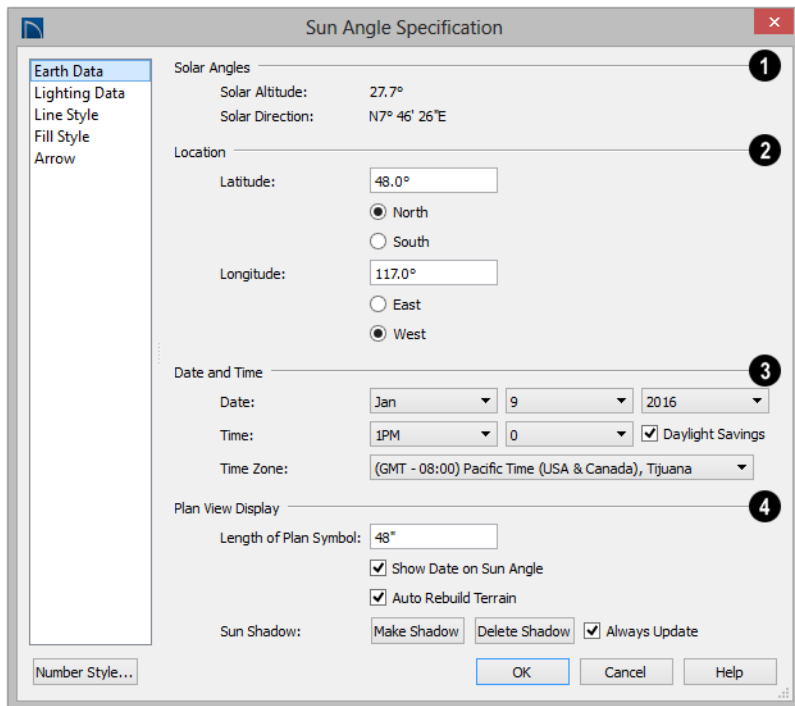 Sun Angle Specification
Earth Data
Lighting Data
Line Style
Fill Style
Arrow
Solar Angles 1
Solar Altitude: 27.7°
Solar Direction: N7° 46' 26"E
Location 2
Latitude: 48.0°
North
South
Longitude: 117.0°
East
West
Date and Time 3
Date: Jan 9 2016
Time: 1PM 0 Daylight Savings
Time Zone: (GMT - 08:00) Pacific Time (USA & Canada), Tijuana
Plan View Display 4
Length of Plan Symbol: 48"
Show Date on Sun Angle
Auto Rebuild Terrain
Sun Shadow: Make Shadow Delete Shadow Always Update
Number Style... OK Cancel Help